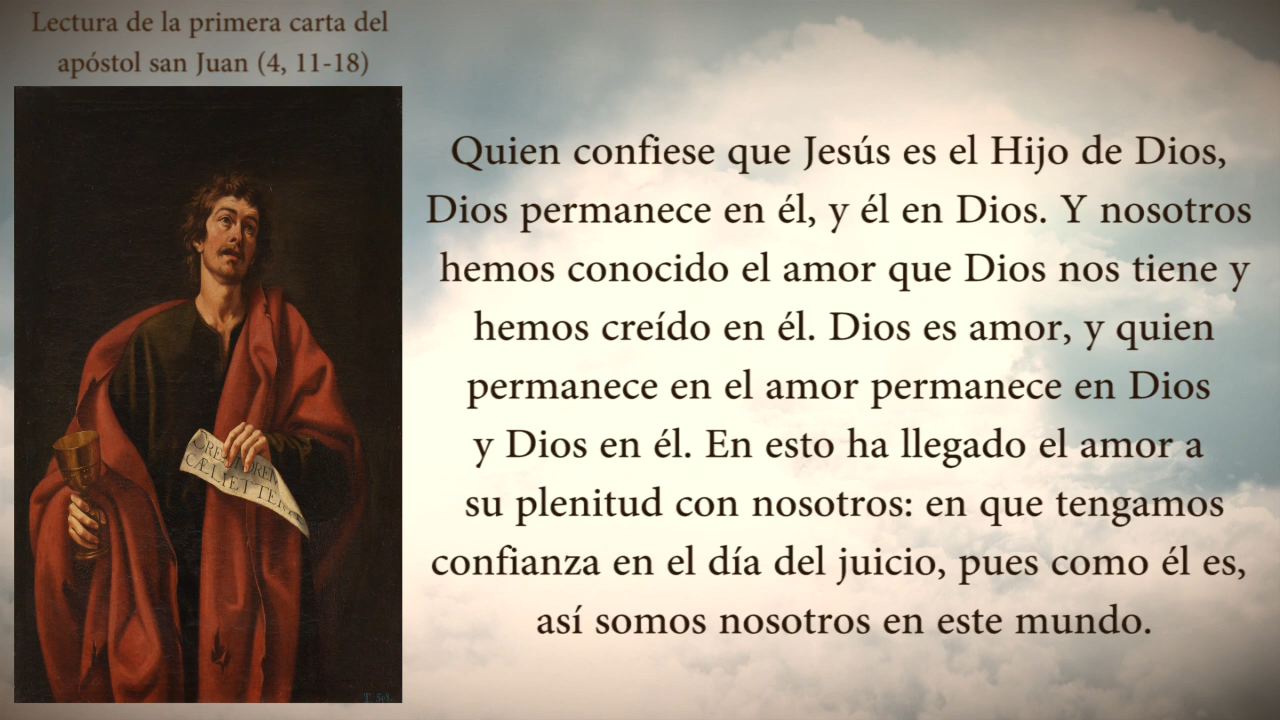 Lectura de la primera carta del
apóstol san Juan (4, 11-18)
Quien confiese que Jesús es el Hijo de Dios,
Dios permanece en él, y él en Dios. Y nosotros
hemos conocido el amor que Dios nos tiene y
hemos creído en él. Dios es amor, y quien
permanece en el amor permanece en Dios
y Dios en él. En esto ha llegado el amor a
su plenitud con nosotros: en que tengamos
confianza en el día del juicio, pues como él es,
así somos nosotros en este mundo.